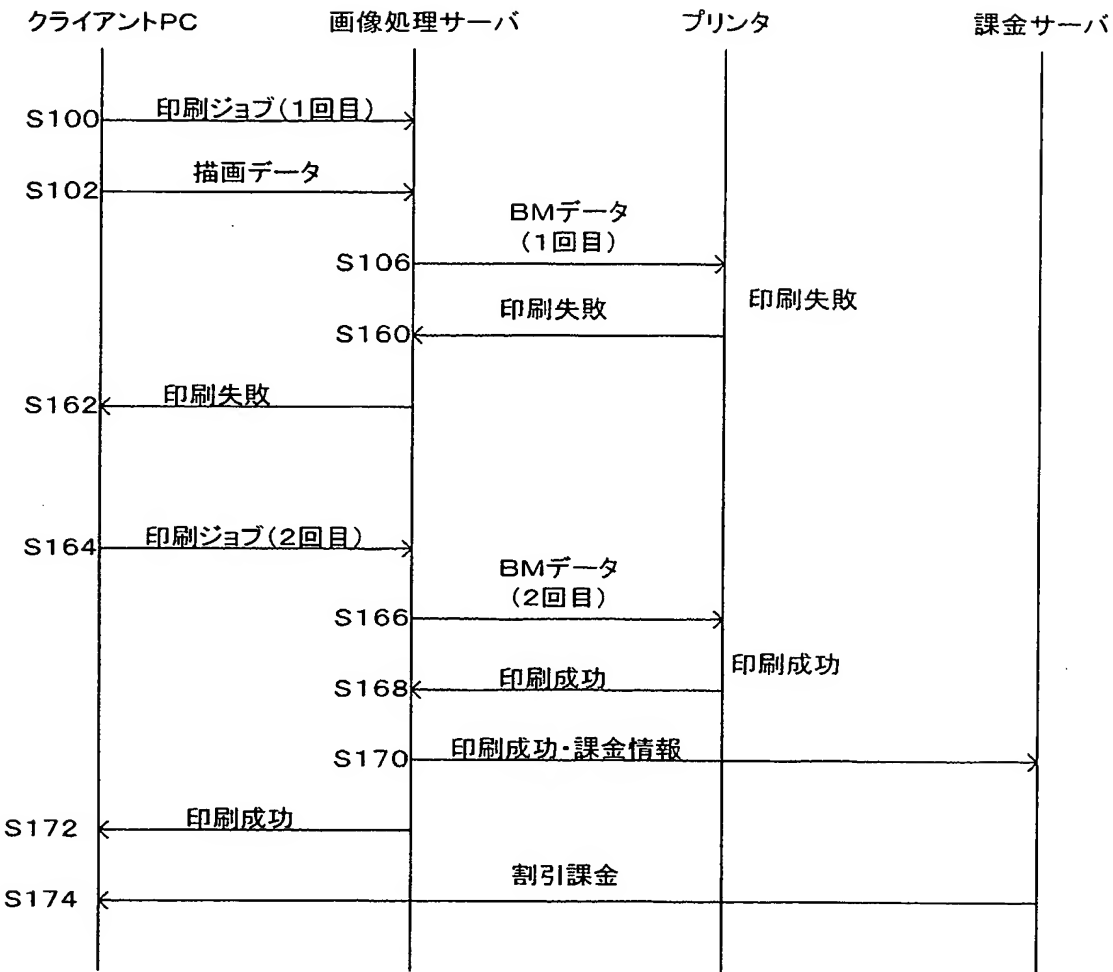 クライアントPC
画像処理サーバ
プリンタ
課金サーバ
S100
印刷ジョブ(1回目)
S102
描画データ
BMデータ
(1回目)
S106
印刷失敗
印刷失敗
S160
S162
印刷失敗
S164
印刷ジョブ(2回目)
BMデータ
(2回目)
S166
印刷成功
S168
印刷成功
S170
印刷成功・課金情報
S172
印刷成功
割引課金
S174